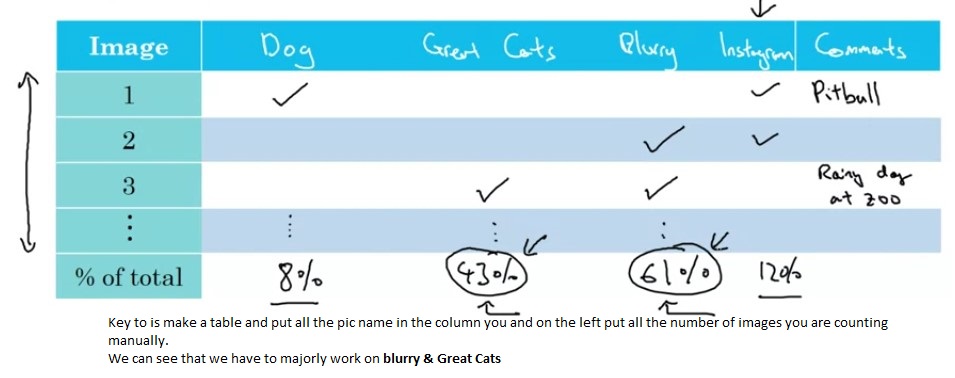 Image Dog Great Cats Blurry Instagram Comments
1 ✓ ✓ Pitbull
2 ✓ ✓
3 ✓ ✓ Rainy day
at zoo
⋮ ⋮ ⋮ ⋮
% of total 8% 43% 61% 12%
Key to is make a table and put all the pic name in the column you and on the left put all the number of images you are counting
manually.
We can see that we have to majorly work on blurry & Great Cats